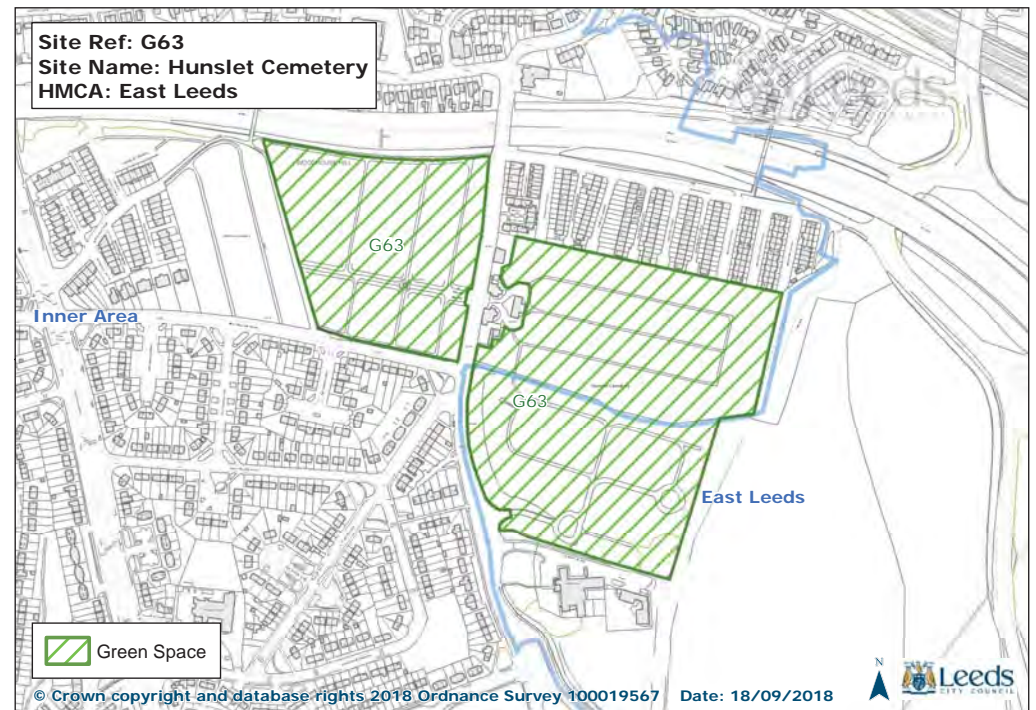 Site Ref: G63
Site Name: Hunslet Cemetery
HMCA: East Leeds
G63
Inner Area
G63
East Leeds
Green Space
© Crown copyright and database rights 2018 Ordnance Survey 100019567 Date: 18/09/2018
N
Leeds
CITY COUNCIL